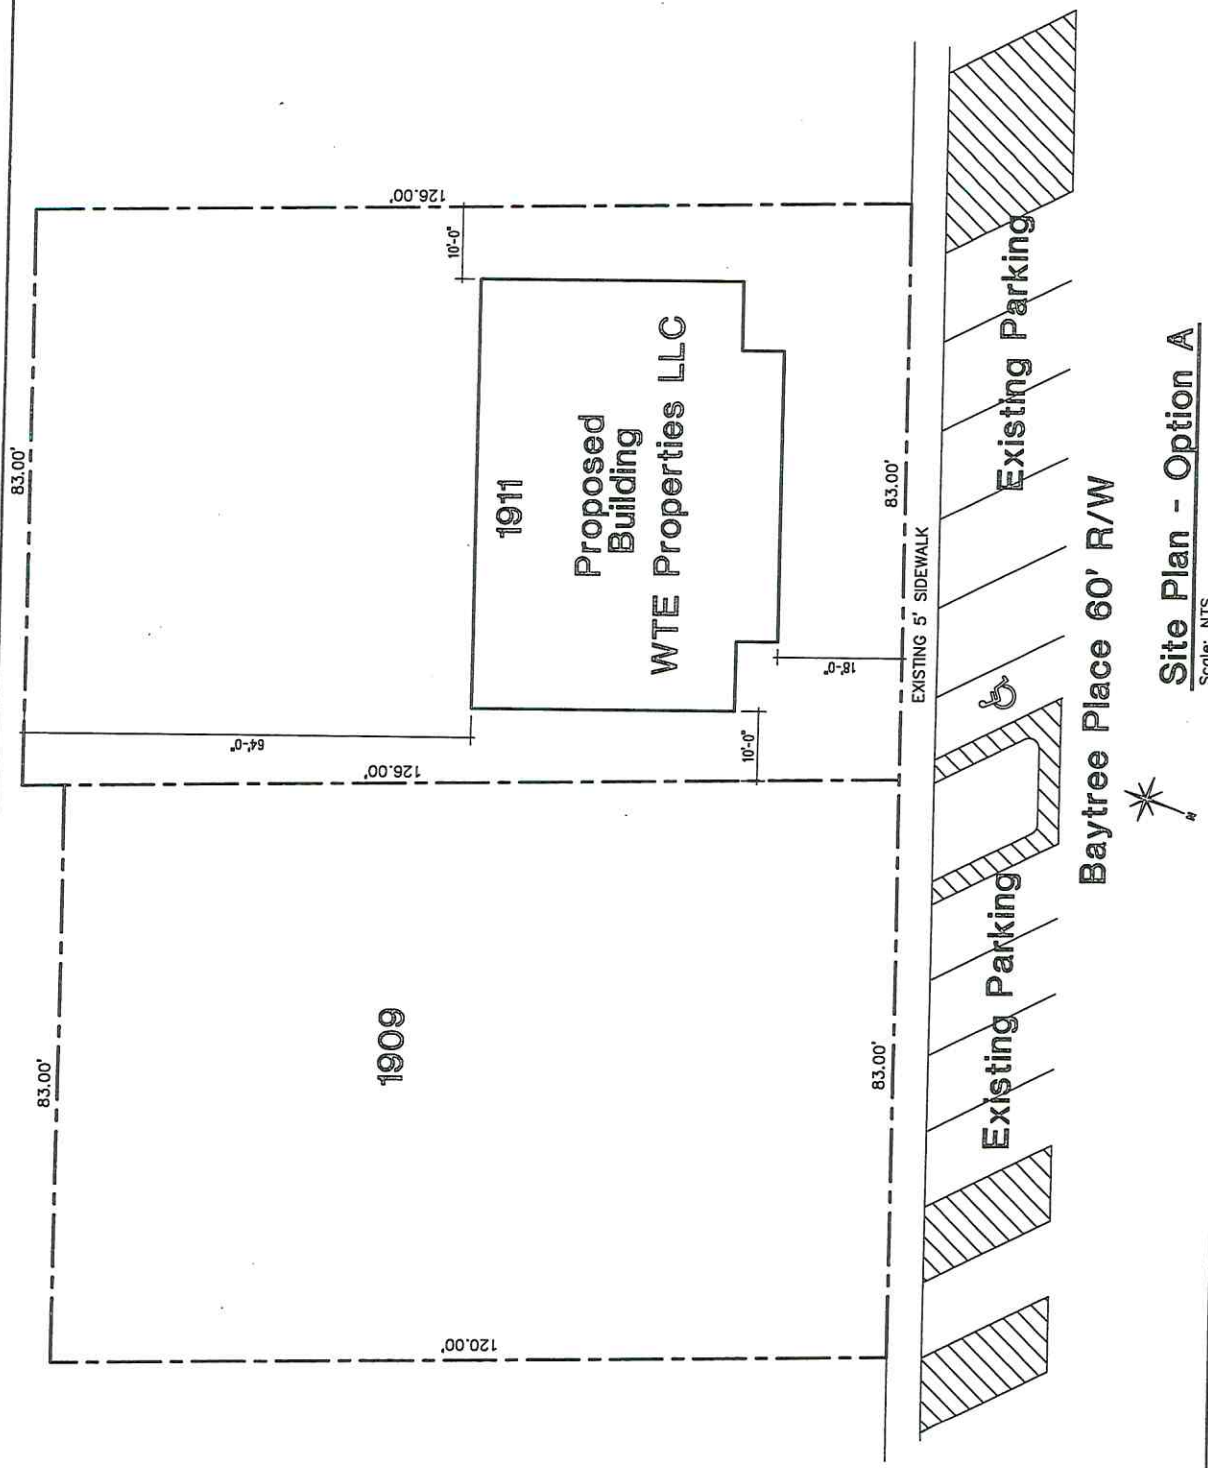 83.00'
126.00'
10'-0"
64'-0"
126.00'
83.00'
1911
Proposed
Building
WTE Properties LLC
10'-0"
18'-0"
83.00'
1909
120.00'
83.00'
EXISTING 5' SIDEWALK
Existing Parking
Existing Parking
Baytree Place 60' R/W
N
Site Plan - Option A
Scale: NTS